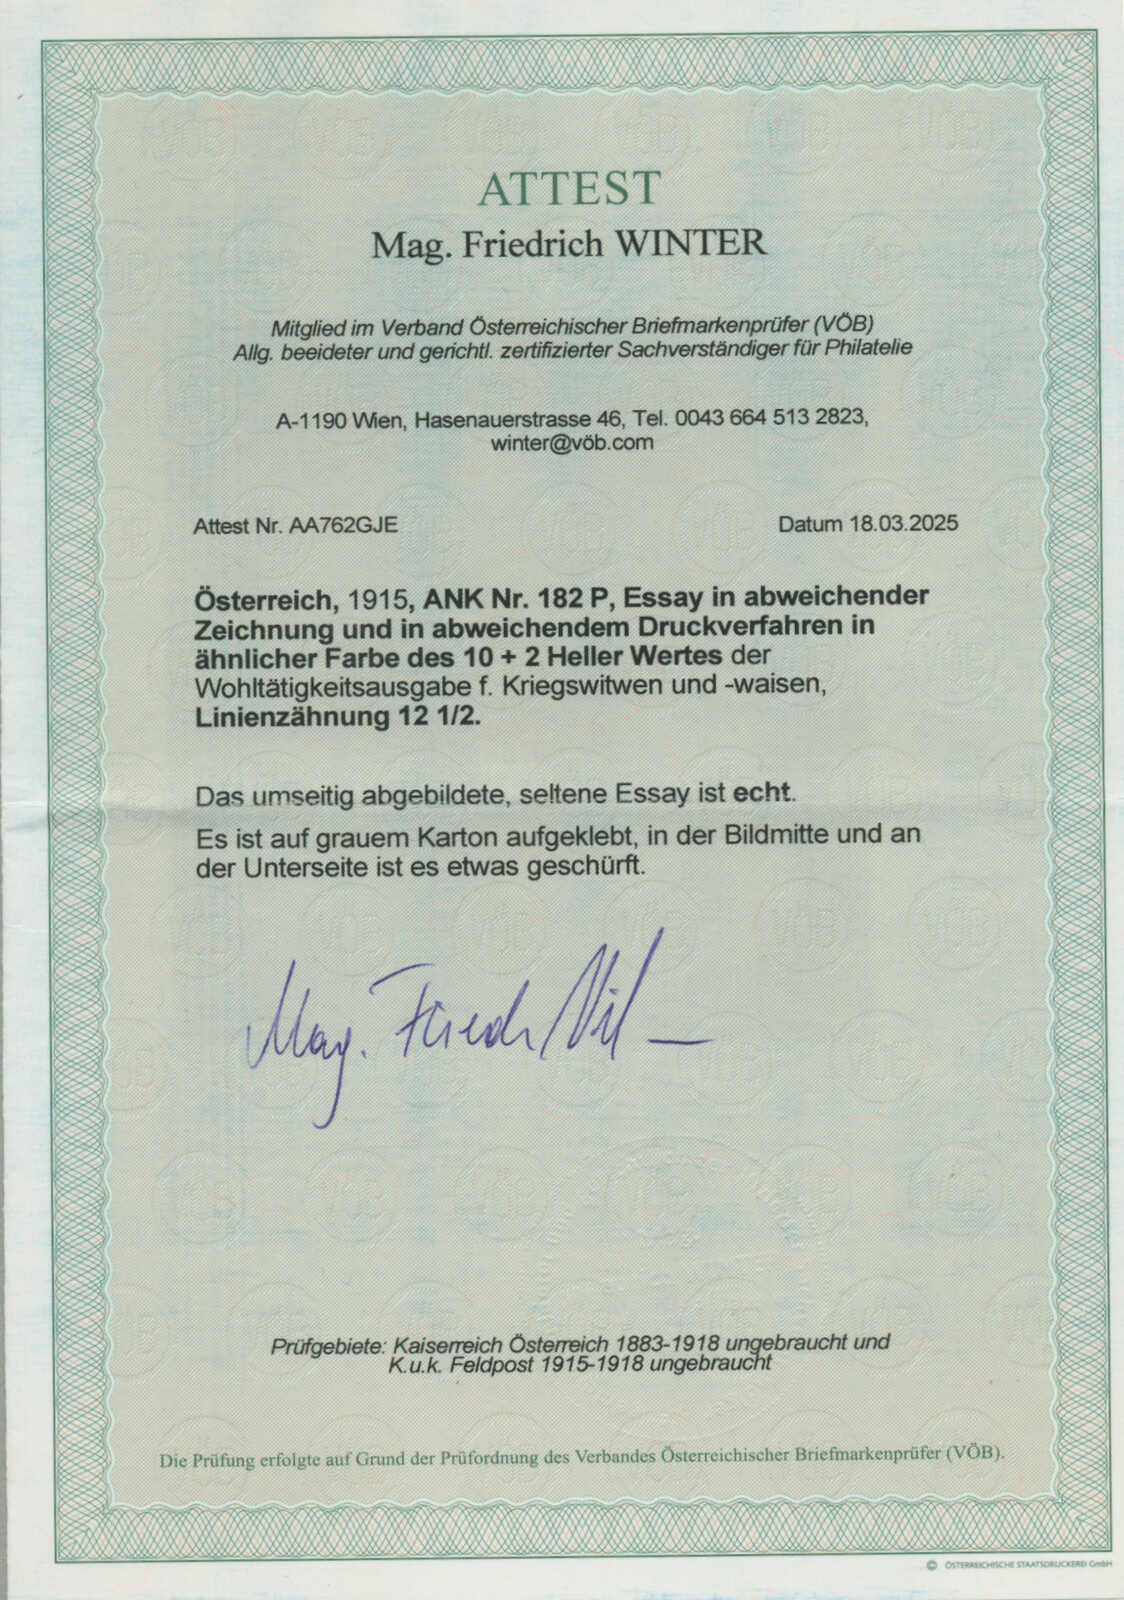 ATTEST
Mag. Friedrich WINTER
Mitglied im Verband Österreichischer Briefmarkenprüfer (VÖB)
Allg. beeideter und gerichtl. zertifizierter Sachverständiger für Philatelie
A-1190 Wien, Hasenauerstrasse 46, Tel. 0043 664 513 2823,
winter@vöb.com
Attest Nr. AA762GJE Datum 18.03.2025
Österreich, 1915, ANK Nr. 182 P, Essay in abweichender
Zeichnung und in abweichendem Druckverfahren in
ähnlicher Farbe des 10 + 2 Heller Wertes der
Wohltätigkeitsausgabe f. Kriegswitwen und -waisen,
Linienzähnung 12 1/2.
Das umseitig abgebildete, seltene Essay ist echt.
Es ist auf grauem Karton aufgeklebt, in der Bildmitte und an
der Unterseite ist es etwas geschürft.
Mag.
Prüfgebiete: Kaiserreich Österreich 1883-1918 ungebraucht und
K.u.k. Feldpost 1915-1918 ungebraucht
Die Prüfung erfolgte auf Grund der Prüfordnung des Verbandes Österreichischer Briefmarkenprüfer (VÖB).
© ÖSTERREICHISCHE STAATSDRUCKEREI GmbH